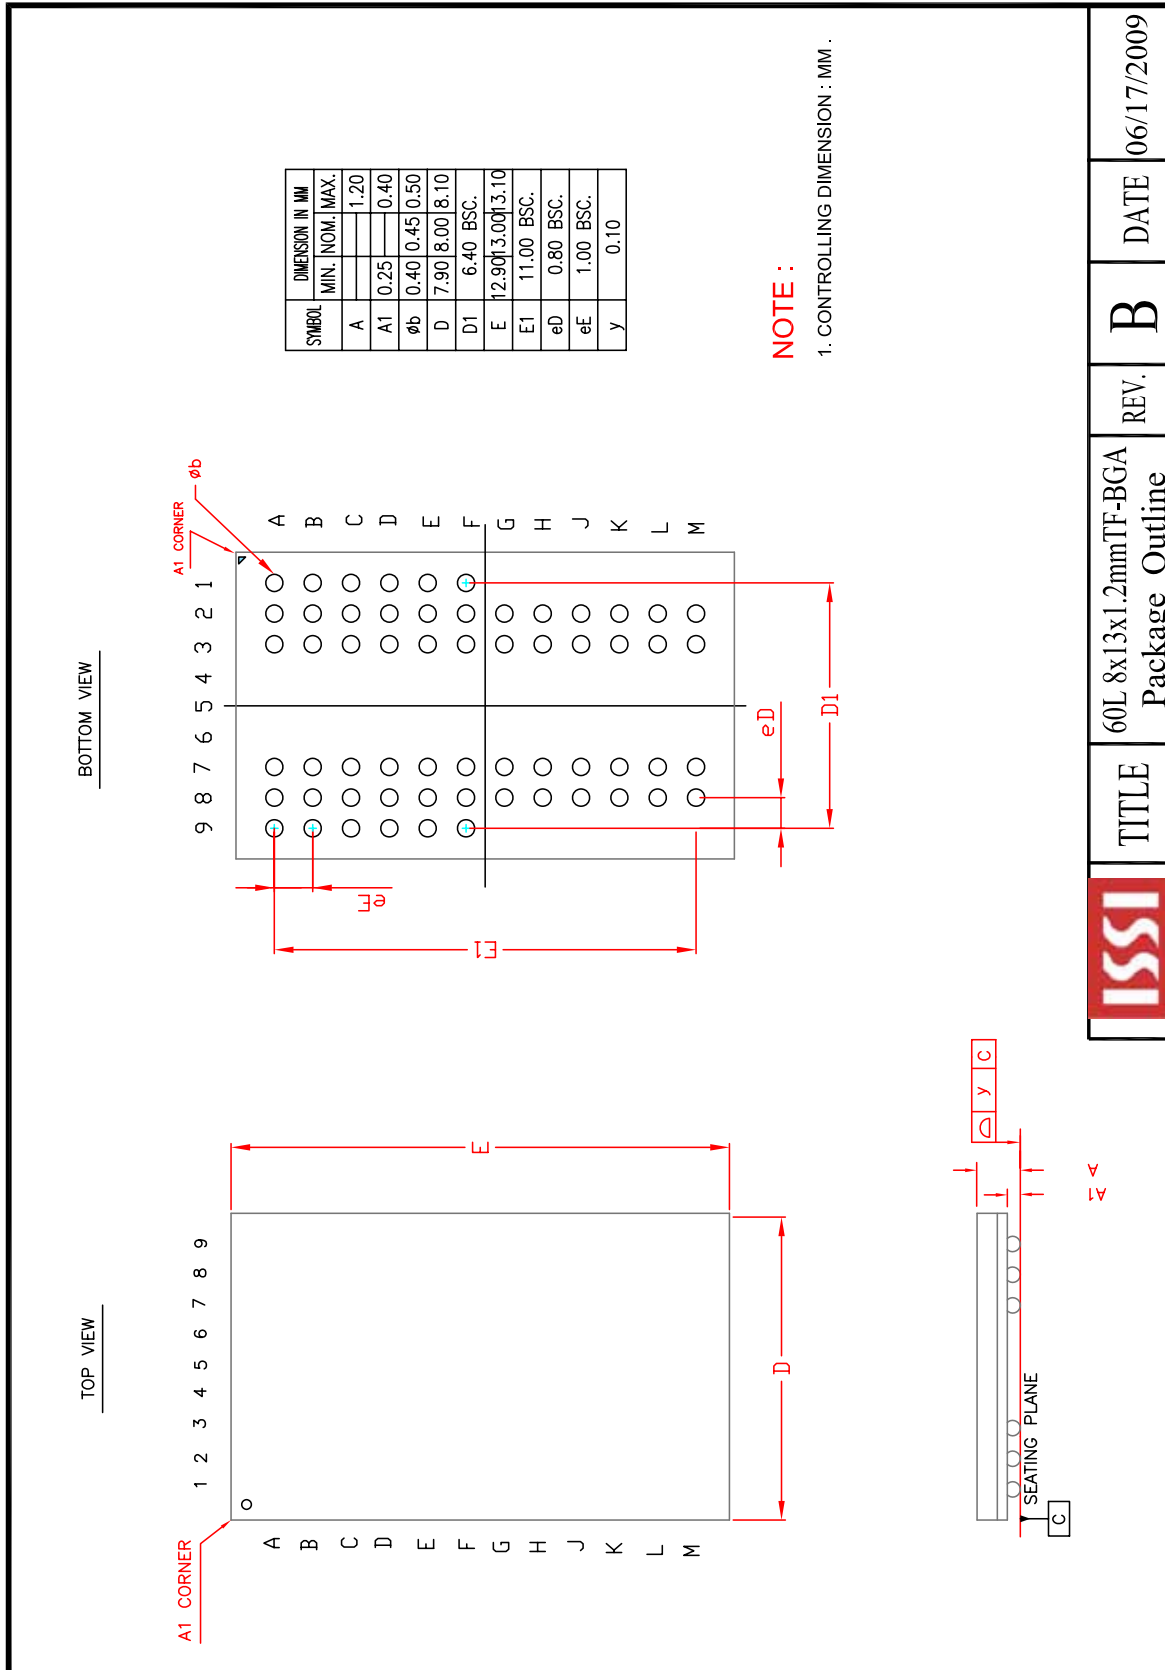 TOP VIEW
A1 CORNER
1 2 3 4 5 6 7 8 9
A
B
C
D
E
F
G
H
J
K
L
M
E
D
BOTTOM VIEW
A1 CORNER
øb
9 8 7 6 5 4 3 2 1
A
B
C
D
E
F
G
H
J
K
L
M
eE
E1
eD
D1
SYMBOL DIMENSION IN MM
MIN. NOM. MAX.
A 1.20
A1 0.25 0.40
øb 0.40 0.45 0.50
D 7.90 8.00 8.10
D1 6.40 BSC.
E 12.90 13.00 13.10
E1 11.00 BSC.
eD 0.80 BSC.
eE 1.00 BSC.
y 0.10
NOTE :
1. CONTROLLING DIMENSION : MM .
SEATING PLANE
C
y C
A
A1
ISSI
TITLE
60L 8x13x1.2mmTF-BGA
Package Outline
REV.
B
DATE
06/17/2009